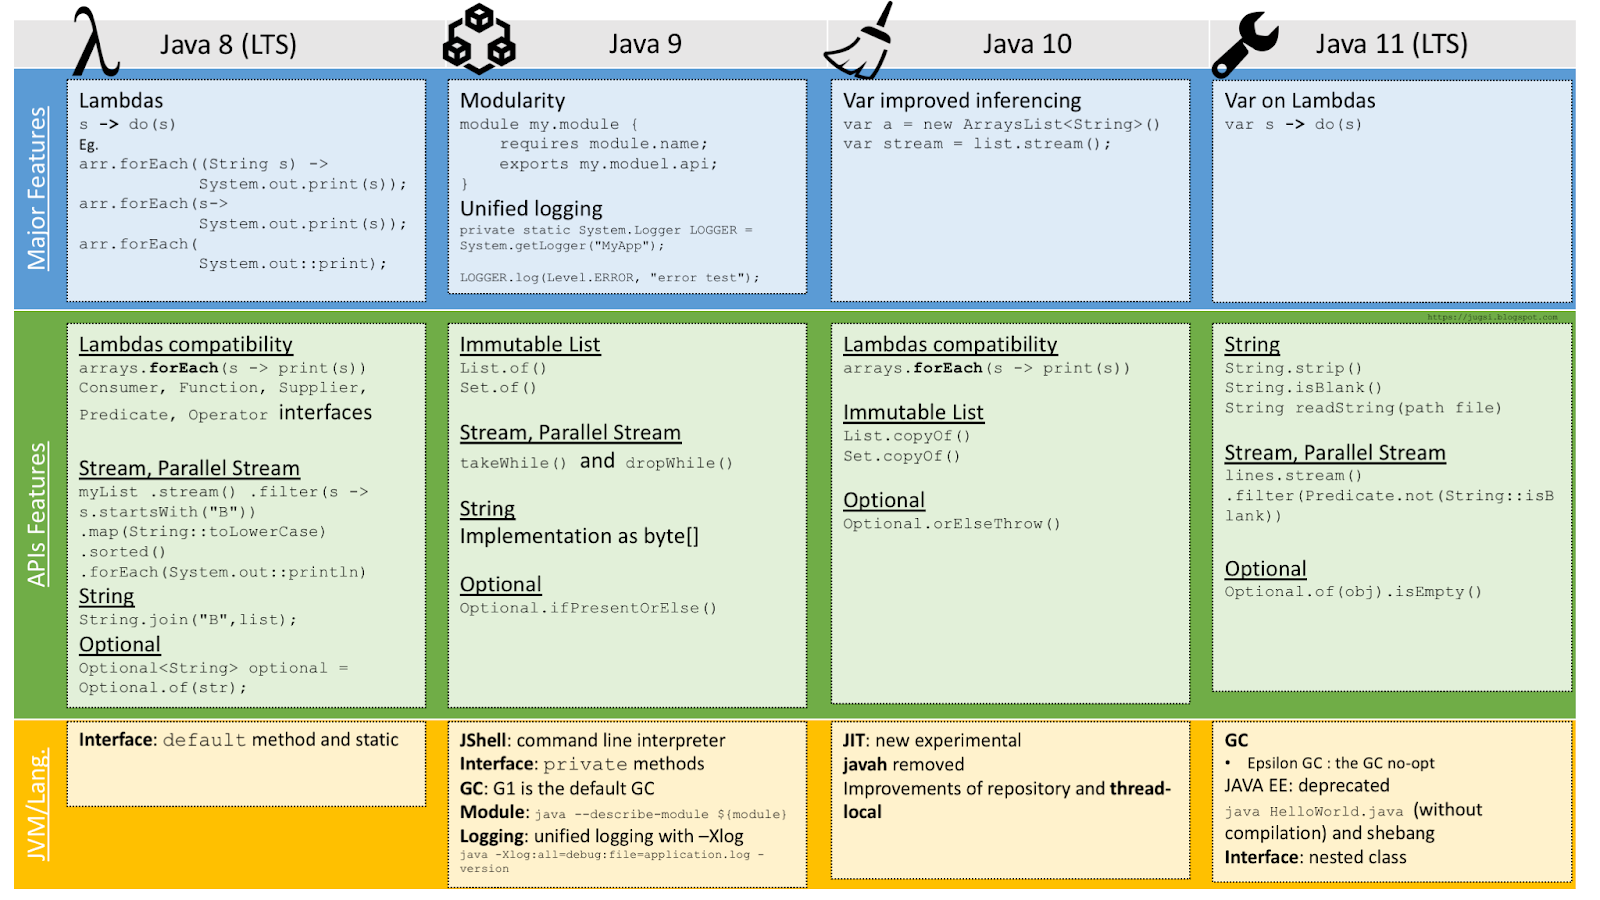 Java 8 (LTS)
Java 9
Java 10
Java 11 (LTS)
Major Features
Lambdas
s -> do(s)
Eg.
arr.forEach((String s) ->
System.out.print(s));
arr.forEach(s->
System.out.print(s));
arr.forEach(
System.out::print);
Modularity
module my.module {
requires module.name;
exports my.moduel.api;
}
Unified logging
private static System.Logger LOGGER =
System.getLogger("MyApp");
LOGGER.log(Level.ERROR, "error test");
Var improved inferencing
var a = new ArraysList<String>()
var stream = list.stream();
Var on Lambdas
var s -> do(s)
https://jugsi.blogspot.com
APIs Features
Lambdas compatibility
arrays.forEach(s -> print(s))
Consumer, Function, Supplier,
Predicate, Operator interfaces
Stream, Parallel Stream
myList .stream() .filter(s ->
s.startsWith("B"))
.map(String::toLowerCase)
.sorted()
.forEach(System.out::println)
String
String.join("B",list);
Optional
Optional<String> optional =
Optional.of(str);
Immutable List
List.of()
Set.of()
Stream, Parallel Stream
takeWhile() and dropWhile()
String
Implementation as byte[]
Optional
Optional.ifPresentOrElse()
Lambdas compatibility
arrays.forEach(s -> print(s))
Immutable List
List.copyOf()
Set.copyOf()
Optional
Optional.orElseThrow()
String
String.strip()
String.isBlank()
String readString(path file)
Stream, Parallel Stream
lines.stream()
.filter(Predicate.not(String::isB
lank))
Optional
Optional.of(obj).isEmpty()
JVM/Lang.
Interface: default method and static
JShell: command line interpreter
Interface: private methods
GC: G1 is the default GC
Module: java --describe-module ${module}
Logging: unified logging with –Xlog
java -Xlog:all=debug:file=application.log -
version
JIT: new experimental
javah removed
Improvements of repository and thread-
local
GC
• Epsilon GC : the GC no-opt
JAVA EE: deprecated
java HelloWorld.java (without
compilation) and shebang
Interface: nested class